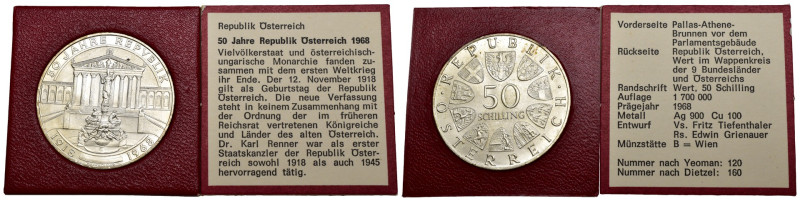 50 JAHRE REPUBLIK
1918 1968
Republik Österreich
50 Jahre Republik Österreich 1968
Vielvölkerstaat und österreichisch-
ungarische Monarchie fanden zu-
sammen mit dem ersten Weltkrieg
ihr Ende. Der 12. November 1918
gilt als Geburtstag der Republik
Österreich. Die neue Verfassung
steht in keinem Zusammenhang mit
der Ordnung der im früheren
Reichsrat vertretenen Königreiche
und Länder des alten Österreich.
Dr. Karl Renner war als erster
Staatskanzler der Republik Öster-
reich sowohl 1918 als auch 1945
hervorragend tätig.
REPUBLIK
ÖSTERREICH
50
SCHILLING
Vorderseite Pallas-Athene-
Brunnen vor dem
Parlamentsgebäude
Rückseite Republik Österreich,
Wert im Wappenkreis
der 9 Bundesländer
und Österreichs
Randschrift Wert, 50 Schilling
Auflage 1 700 000
Prägejahr 1968
Metall Ag 900 Cu 100
Entwurf Vs. Fritz Tiefenthaler
Rs. Edwin Grienauer
Münzstätte B = Wien
Nummer nach Yeoman: 120
Nummer nach Dietzel: 160